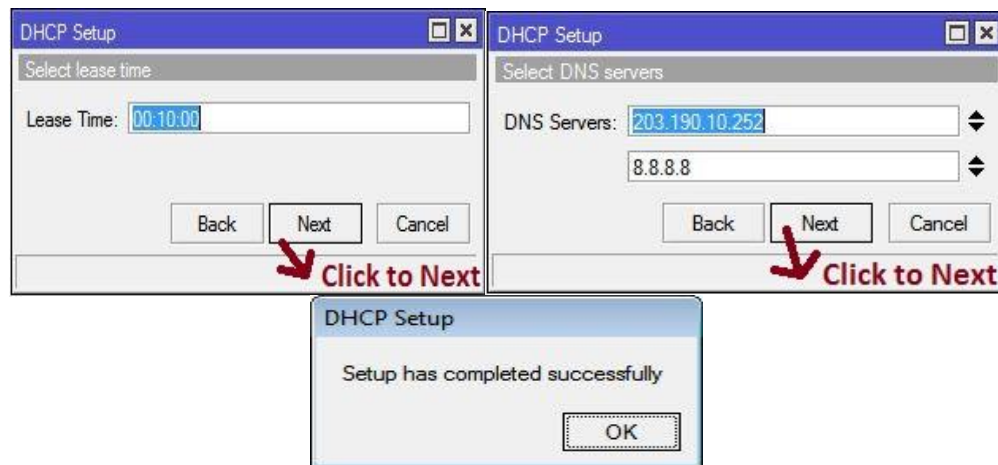 DHCP Setup
Select lease time
Lease Time: 00:10:00
Back Next Cancel
Click to Next
DHCP Setup
Select DNS servers
DNS Servers: 203.190.10.252
8.8.8.8
Back Next Cancel
Click to Next
DHCP Setup
Setup has completed successfully
OK